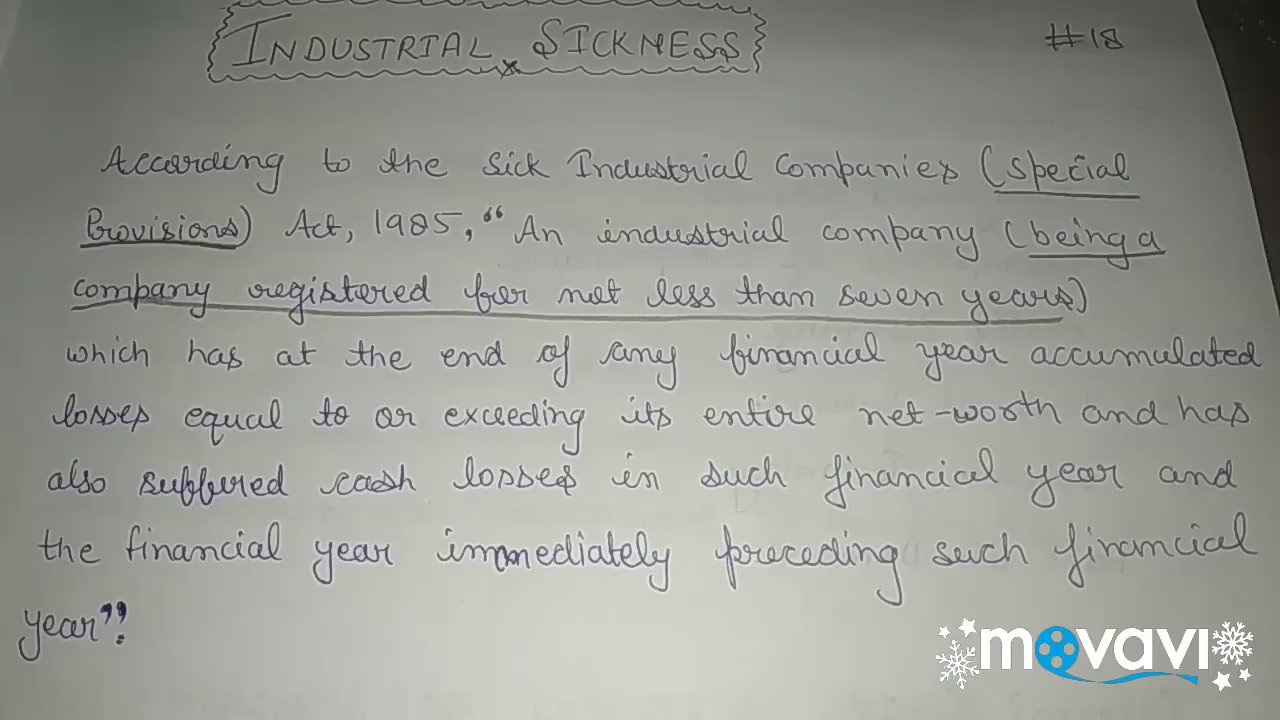 INDUSTRIAL SICKNESS
#18
According to the Sick Industrial Companies (Special
Provisions) Act, 1985, "An industrial company (being a
company registered for not less than seven years)
which has at the end of any financial year accumulated
losses equal to or exceeding its entire net-worth and has
also suffured cash losses in such financial year and
the financial year immediately preceding such financial
year".
movavi